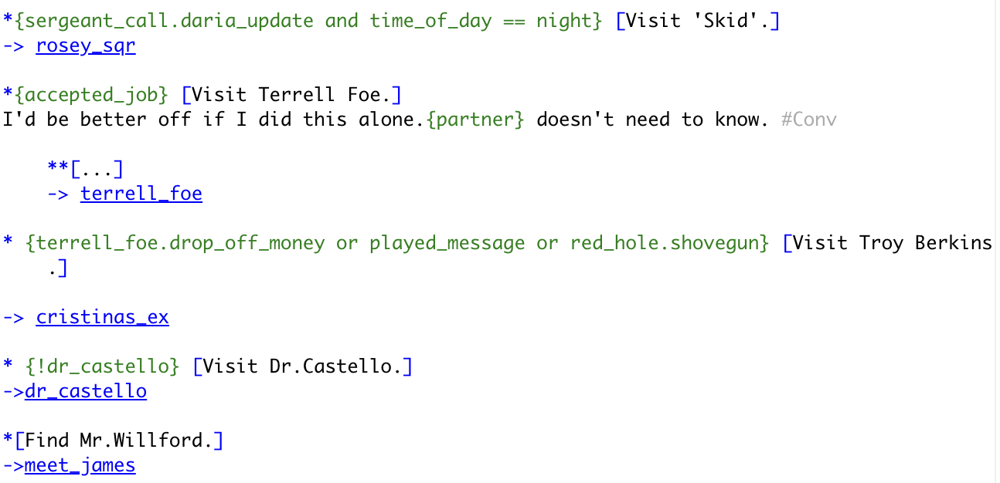 *{sergeant_call.daria_update and time_of_day == night} [Visit 'Skid'.]
-> rosey_sqr
*{accepted_job} [Visit Terrell Foe.]
I'd be better off if I did this alone.{partner} doesn't need to know. #Conv
**[...]
-> terrell_foe
* {terrell_foe.drop_off_money or played_message or red_hole.shovegun} [Visit Troy Berkins
.]
-> cristinas_ex
* {!dr_castello} [Visit Dr.Castello.]
->dr_castello
*[Find Mr.Willford.]
->meet_james